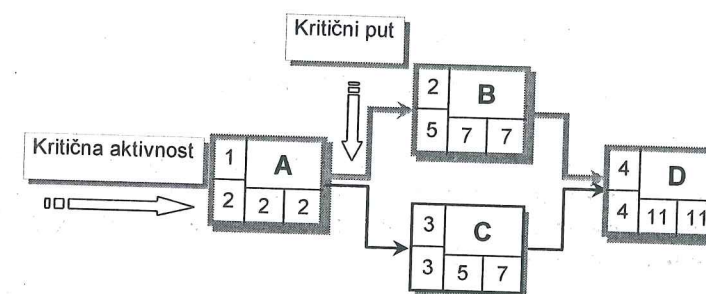 Kritični put
Kritična aktivnost
1 A
2 2 2
2 B
5 7 7
3 C
3 5 7
4 D
4 11 11